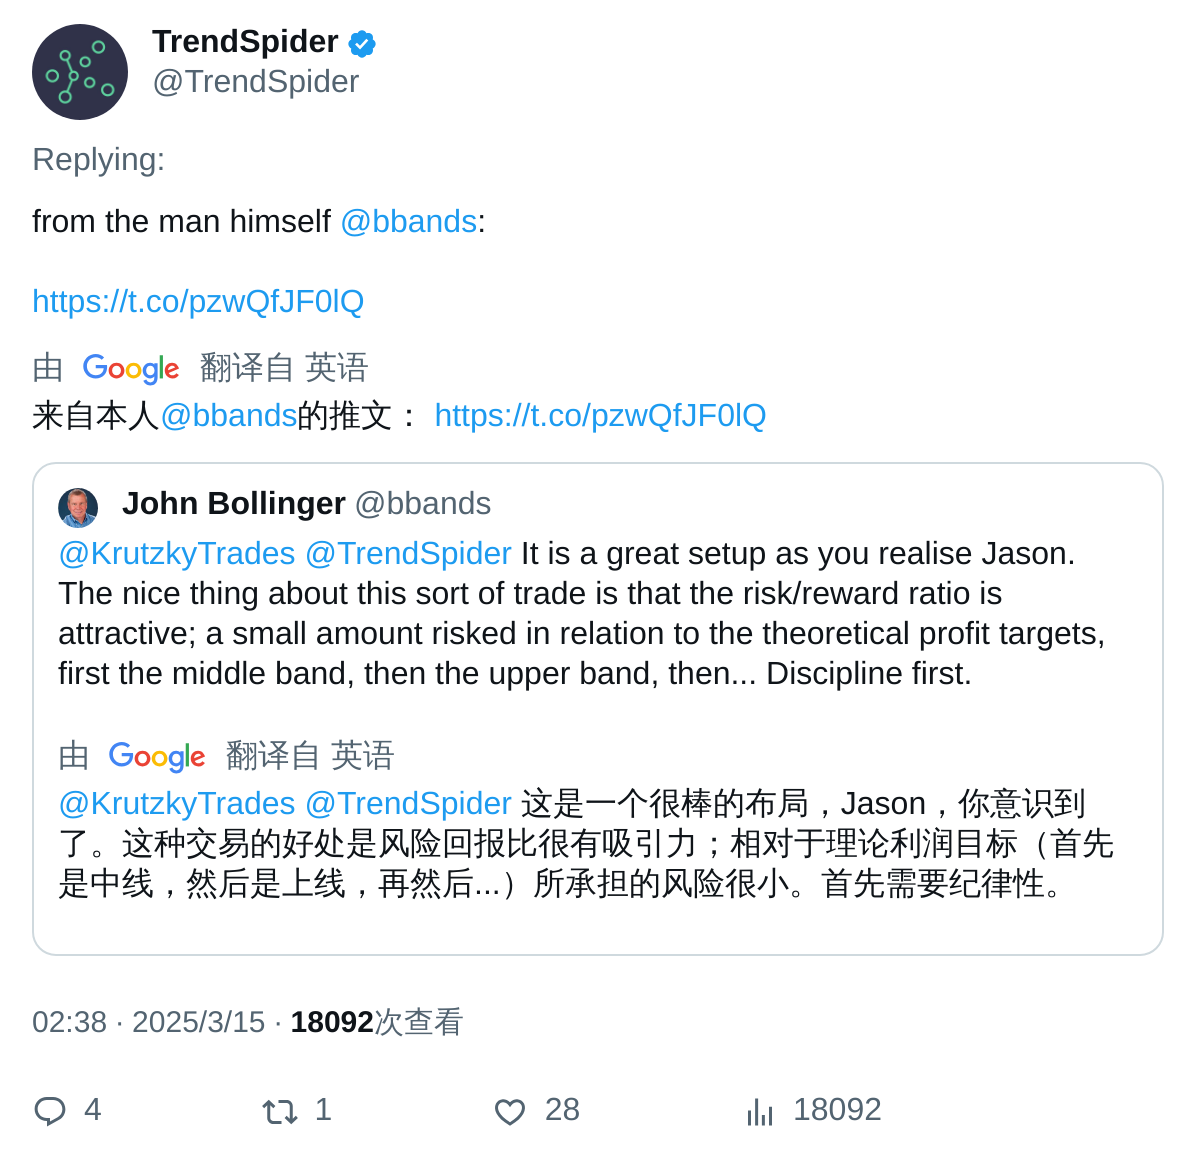 TrendSpider
@TrendSpider
Replying:
from the man himself @bbands:
https://t.co/pzwQfJF0lQ
由 Google 翻译自 英语
来自本人@bbands的推文： https://t.co/pzwQfJF0lQ
John Bollinger @bbands
@KrutzkyTrades @TrendSpider It is a great setup as you realise Jason.
The nice thing about this sort of trade is that the risk/reward ratio is
attractive; a small amount risked in relation to the theoretical profit targets,
first the middle band, then the upper band, then... Discipline first.
由 Google 翻译自 英语
@KrutzkyTrades @TrendSpider 这是一个很棒的布局，Jason，你意识到
了。这种交易的好处是风险回报比很有吸引力；相对于理论利润目标（首先
是中线，然后是上线，再然后...）所承担的风险很小。首先需要纪律性。
02:38 · 2025/3/15 · 18092次查看
4 1 28 18092